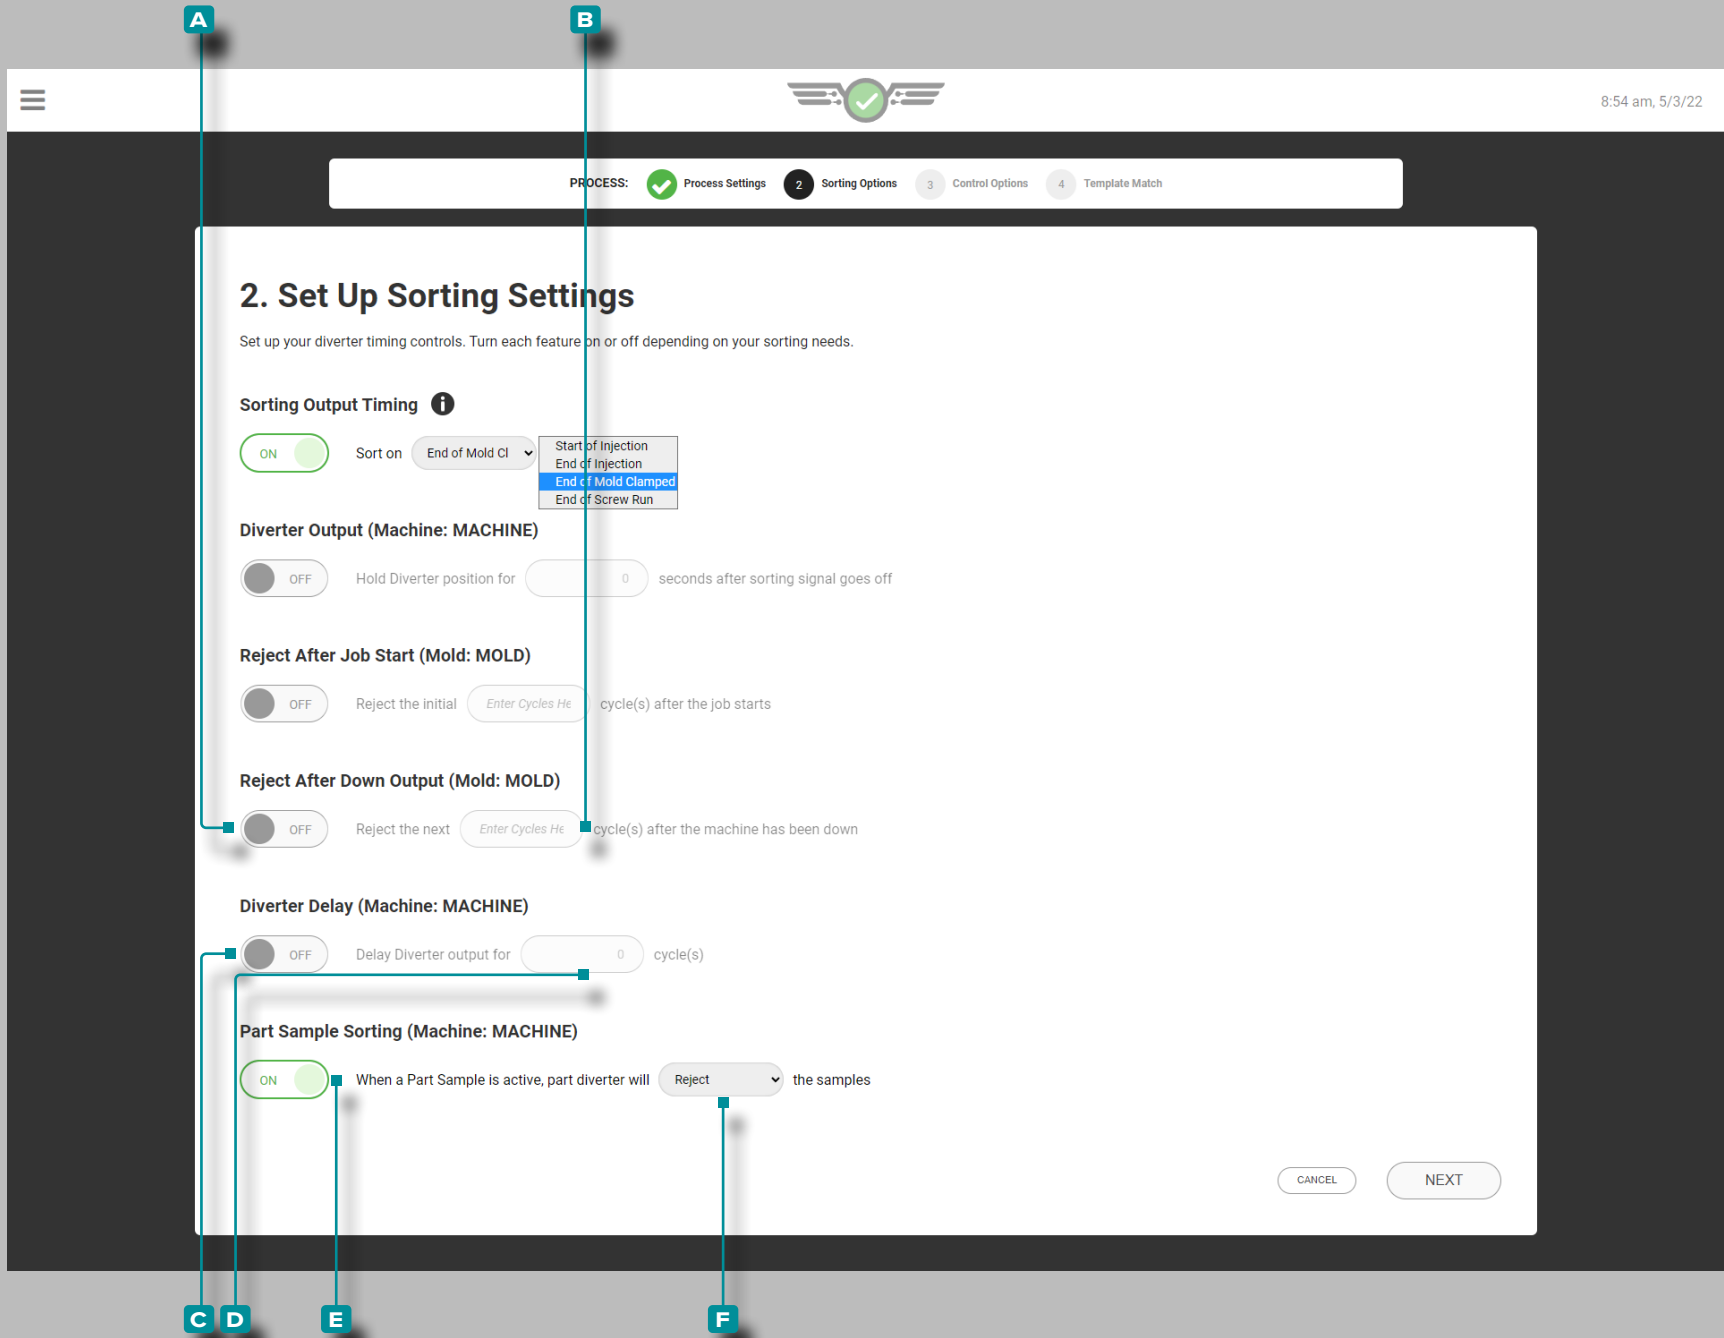 A B
8:54 am, 5/3/22
PROCESS: Process Settings 2 Sorting Options 3 Control Options 4 Template Match
2. Set Up Sorting Settings
Set up your diverter timing controls. Turn each feature on or off depending on your sorting needs.
Sorting Output Timing i
ON Sort on End of Mold Cl
Start of Injection
End of Injection
End of Mold Clamped
End of Screw Run
Diverter Output (Machine: MACHINE)
OFF Hold Diverter position for 0 seconds after sorting signal goes off
Reject After Job Start (Mold: MOLD)
OFF Reject the initial Enter Cycles He cycle(s) after the job starts
Reject After Down Output (Mold: MOLD)
OFF Reject the next Enter Cycles He cycle(s) after the machine has been down
Diverter Delay (Machine: MACHINE)
OFF Delay Diverter output for 0 cycle(s)
Part Sample Sorting (Machine: MACHINE)
ON When a Part Sample is active, part diverter will Reject the samples
CANCEL NEXT
C D E F